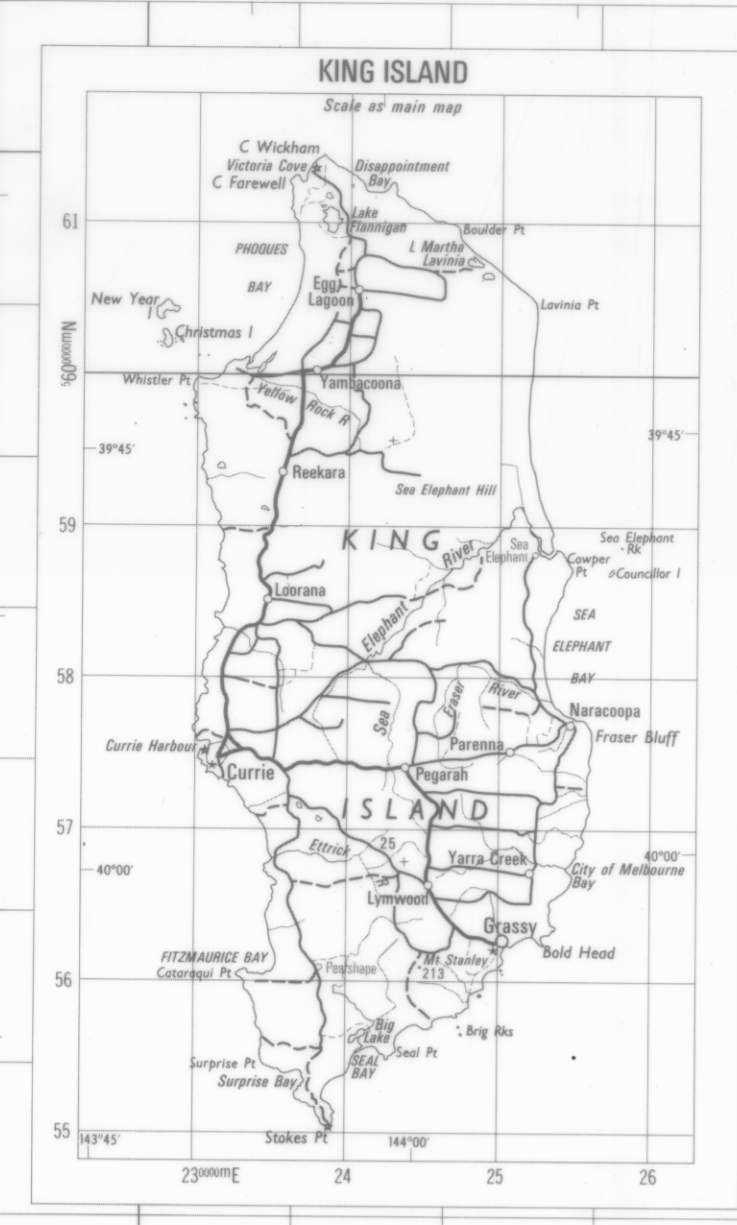 KING ISLAND
Scale as main map
C Wickham
Victoria Cove
Disappointment
Bay
C Farewell
Lake
Flannigan
61
Boulder Pt
PHOQUES
BAY
L Martha
Lavinia
Egg
Lagoon
New Year
I
Christmas I
Lavinia Pt
560000mN
Whistler Pt
Yambacoona
Yellow Rock R
39°45'
39°45'
Reekara
Sea Elephant Hill
59
KING
River
Sea
Elephant
Sea Elephant
Rk
Cowper
Pt
Councillor I
Loorana
Elephant
SEA
ELEPHANT
BAY
58
Sea
Fraser
River
Naracoopa
Fraser Bluff
Currie Harbour
Parenna
Currie
Pegarah
ISLAND
57
Ettrick
R
25
Yarra Creek
40°00'
40°00'
City of Melbourne
Bay
Lymwood
Grassy
Bold Head
FITZMAURICE BAY
Cataraqui Pt
Pearshape
Mt Stanley
213
56
Big
Lake
Brig Rks
Seal Pt
SEAL
BAY
Surprise Pt
Surprise Bay
55
143°45'
Stokes Pt
144°00'
230000mE
24
25
26